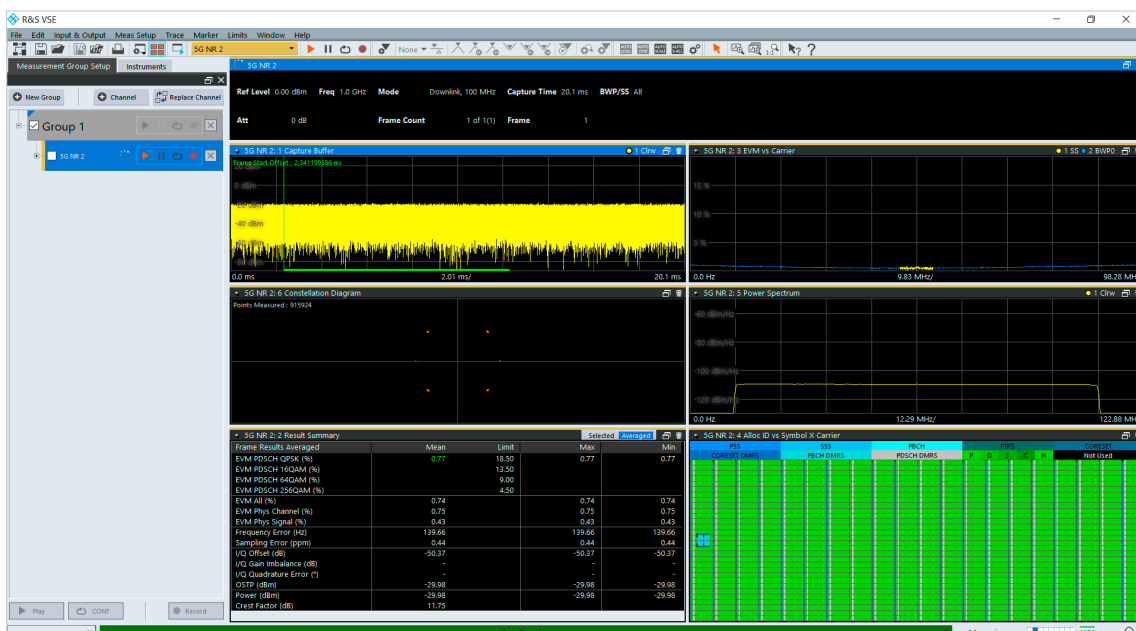 R&S VSE
File Edit Input & Output Meas Setup Trace Marker Limits Window Help
5G NR 2
None
Measurement Group Setup Instruments
New Group Channel Replace Channel
Group 1
5G NR 2
Play CONT Record
5G NR 2
Ref Level 0.00 dBm Freq 1.0 GHz Mode Downlink, 100 MHz Capture Time 20.1 ms BWP/SS All
Att 0 dB Frame Count 1 of 1(1) Frame 1
5G NR 2: 1 Capture Buffer 1 Clrw
Frame Start Offset : 2.341190586 ms
0 dBm
-20 dBm
-40 dBm
0.0 ms 2.01 ms/ 20.1 ms
5G NR 2: 3 EVM vs Carrier 1 SS 2 BWP0
15 %
10 %
5 %
0.0 Hz 9.83 MHz/ 98.28 MH
5G NR 2: 6 Constellation Diagram
Points Measured : 915924
5G NR 2: 5 Power Spectrum 1 Clrw
-60 dBm/Hz
-80 dBm/Hz
-100 dBm/Hz
-120 dBm/Hz
0.0 Hz 12.29 MHz/ 122.88 MH
5G NR 2: 2 Result Summary Selected Averaged
Frame Results Averaged Mean Limit Max Min
EVM PDSCH QPSK (%) 0.77 18.50 0.77 0.77
EVM PDSCH 16QAM (%) 13.50
EVM PDSCH 64QAM (%) 9.00
EVM PDSCH 256QAM (%) 4.50
EVM All (%) 0.74 0.74 0.74
EVM Phys Channel (%) 0.75 0.75 0.75
EVM Phys Signal (%) 0.43 0.43 0.43
Frequency Error (Hz) 139.66 139.66 139.66
Sampling Error (ppm) 0.44 0.44 0.44
I/Q Offset (dB) -50.37 -50.37 -50.37
I/Q Gain Imbalance (dB) - - -
I/Q Quadrature Error (°) - - -
OSTP (dBm) -29.98 -29.98 -29.98
Power (dBm) -29.98 -29.98 -29.98
Crest Factor (dB) 11.75
5G NR 2: 4 Alloc ID vs Symbol X Carrier
PSS SSS PBCH PTRS CORESET
CORESET DMRS PBCH DMRS PDSCH DMRS P D S C H Not Used